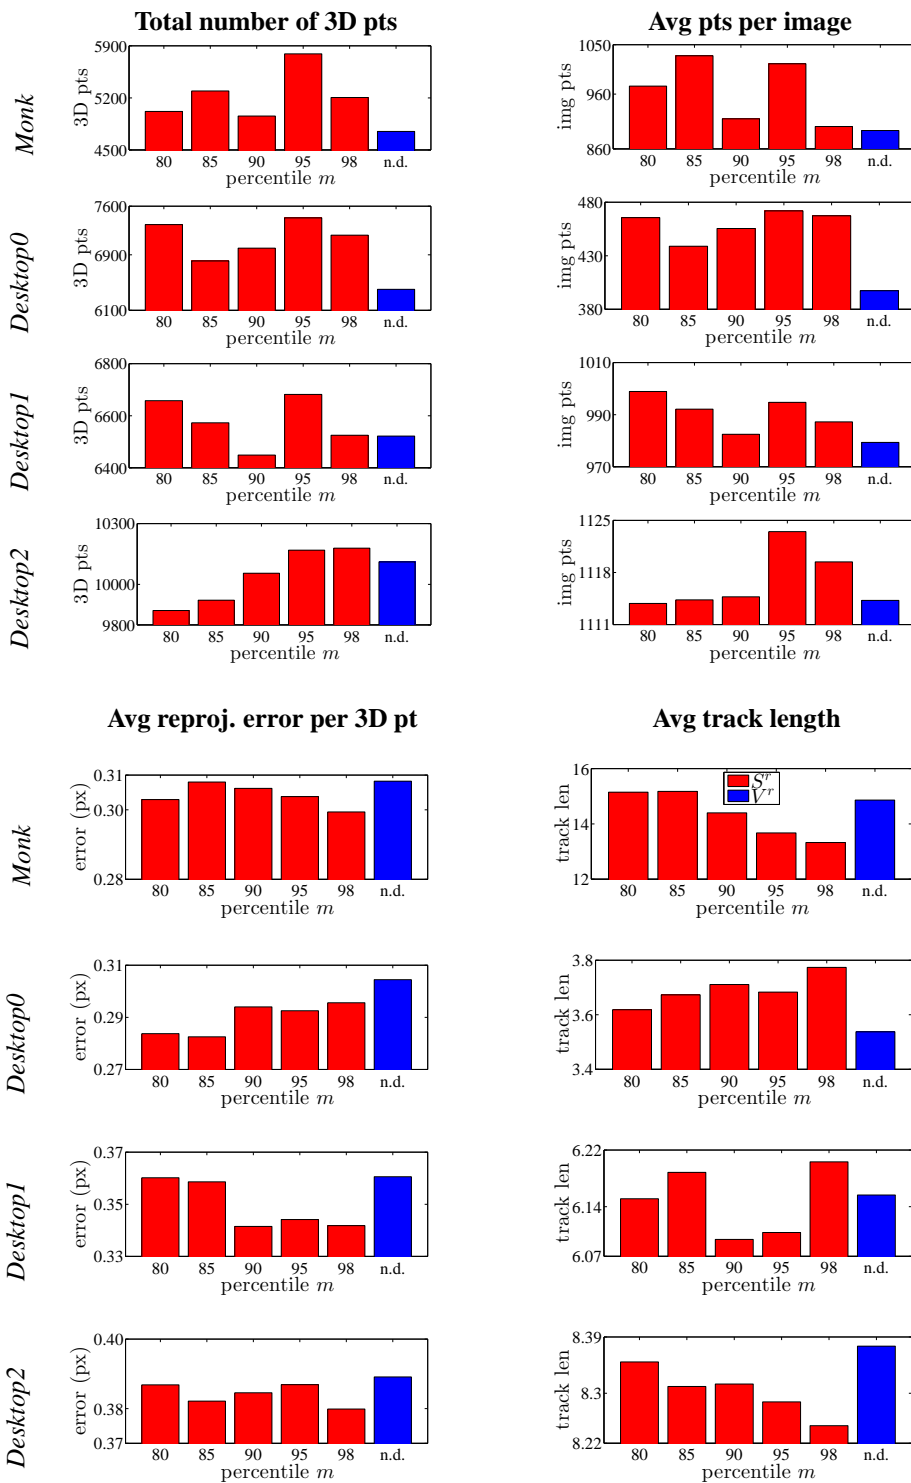 Total number of 3D pts
Avg pts per image
Monk
3D pts
5900
5200
4500
80 85 90 95 98 n.d.
percentile m
img pts
1050
960
860
80 85 90 95 98 n.d.
percentile m
Desktop0
3D pts
7600
6900
6100
80 85 90 95 98 n.d.
percentile m
img pts
480
430
380
80 85 90 95 98 n.d.
percentile m
Desktop1
3D pts
6800
6600
6400
80 85 90 95 98 n.d.
percentile m
img pts
1010
990
970
80 85 90 95 98 n.d.
percentile m
Desktop2
3D pts
10300
10000
9800
80 85 90 95 98 n.d.
percentile m
img pts
1125
1118
1111
80 85 90 95 98 n.d.
percentile m
Avg reproj. error per 3D pt
Avg track length
Monk
error (px)
0.31
0.30
0.28
80 85 90 95 98 n.d.
percentile m
track len
16
14
12
S^r
V^r
80 85 90 95 98 n.d.
percentile m
Desktop0
error (px)
0.31
0.29
0.27
80 85 90 95 98 n.d.
percentile m
track len
3.8
3.6
3.4
80 85 90 95 98 n.d.
percentile m
Desktop1
error (px)
0.37
0.35
0.33
80 85 90 95 98 n.d.
percentile m
track len
6.22
6.14
6.07
80 85 90 95 98 n.d.
percentile m
Desktop2
error (px)
0.40
0.38
0.37
80 85 90 95 98 n.d.
percentile m
track len
8.39
8.3
8.22
80 85 90 95 98 n.d.
percentile m